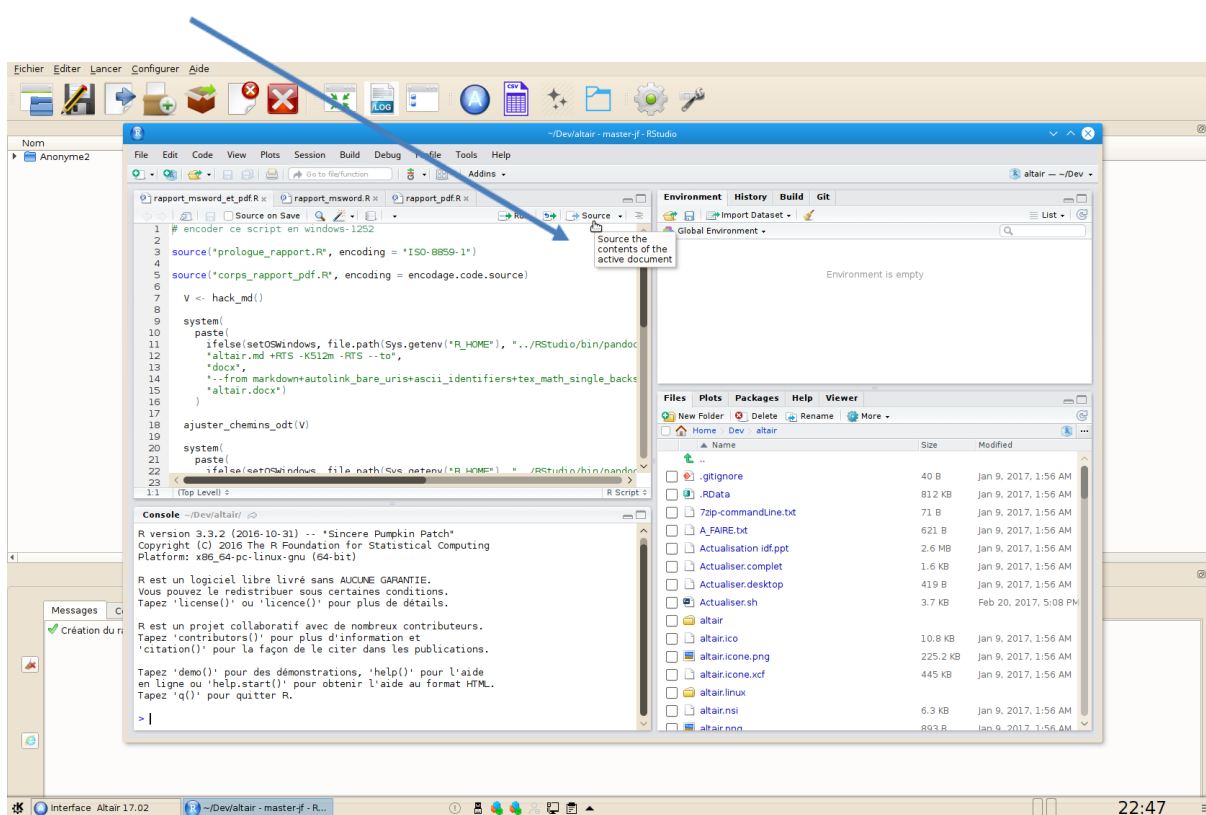 Fichier Editer Lancer Configurer Aide
/LOG
CSV
Nom
Anonyme2
~/Dev/altair - master-jf - RStudio
File Edit Code View Plots Session Build Debug Profile Tools Help
Go to file/function Addins
altair — ~/Dev
rapport_msword_et_pdf.R rapport_msword.R rapport_pdf.R
Source on Save Run Source
Source the
contents of the
active document
1 # encoder ce script en windows-1252
2
3 source("prologue_rapport.R", encoding = "ISO-8859-1")
4
5 source("corps_rapport_pdf.R", encoding = encodage.code.source)
6
7 V <- hack_md()
8
9 system(
10 paste(
11 ifelse(setOSWindows, file.path(Sys.getenv("R_HOME"), "../RStudio/bin/pandoc
12 "altair.md +RTS -K512m -RTS --to",
13 "docx",
14 "--from markdown+autolink_bare_uris+ascii_identifiers+tex_math_single_backs
15 "altair.docx")
16 )
17
18 ajuster_chemins_odt(V)
19
20 system(
21 paste(
22 ifelse(setOSWindows, file.path(Sys.getenv("R_HOME"), "../RStudio/bin/pandoc
23
1:1 (Top Level) R Script
Console ~/Dev/altair/
R version 3.3.2 (2016-10-31) -- "Sincere Pumpkin Patch"
Copyright (C) 2016 The R Foundation for Statistical Computing
Platform: x86_64-pc-linux-gnu (64-bit)
R est un logiciel libre livré sans AUCUNE GARANTIE.
Vous pouvez le redistribuer sous certaines conditions.
Tapez 'license()' ou 'licence()' pour plus de détails.
R est un projet collaboratif avec de nombreux contributeurs.
Tapez 'contributors()' pour plus d'information et
'citation()' pour la façon de le citer dans les publications.
Tapez 'demo()' pour des démonstrations, 'help()' pour l'aide
en ligne ou 'help.start()' pour obtenir l'aide au format HTML.
Tapez 'q()' pour quitter R.
>
Environment History Build Git
Import Dataset List
Global Environment
Environment is empty
Files Plots Packages Help Viewer
New Folder Delete Rename More
Home Dev altair
Name Size Modified
..
.gitignore 40 B Jan 9, 2017, 1:56 AM
.RData 812 KB Jan 9, 2017, 1:56 AM
7zip-commandLine.txt 71 B Jan 9, 2017, 1:56 AM
A_FAIRE.txt 621 B Jan 9, 2017, 1:56 AM
Actualisation idf.ppt 2.6 MB Jan 9, 2017, 1:56 AM
Actualiser.complet 1.6 KB Jan 9, 2017, 1:56 AM
Actualiser.desktop 419 B Jan 9, 2017, 1:56 AM
Actualiser.sh 3.7 KB Feb 20, 2017, 5:08 PM
altair
altair.ico 10.8 KB Jan 9, 2017, 1:56 AM
altair.icone.png 225.2 KB Jan 9, 2017, 1:56 AM
altair.icone.xcf 445 KB Jan 9, 2017, 1:56 AM
altair.linux
altair.nsi 6.3 KB Jan 9, 2017, 1:56 AM
altair.png 893 B Jan 9, 2017, 1:56 AM
Messages
Création du
Interface Altaïr 17.02 ~/Dev/altair - master-jf - R... 22:47